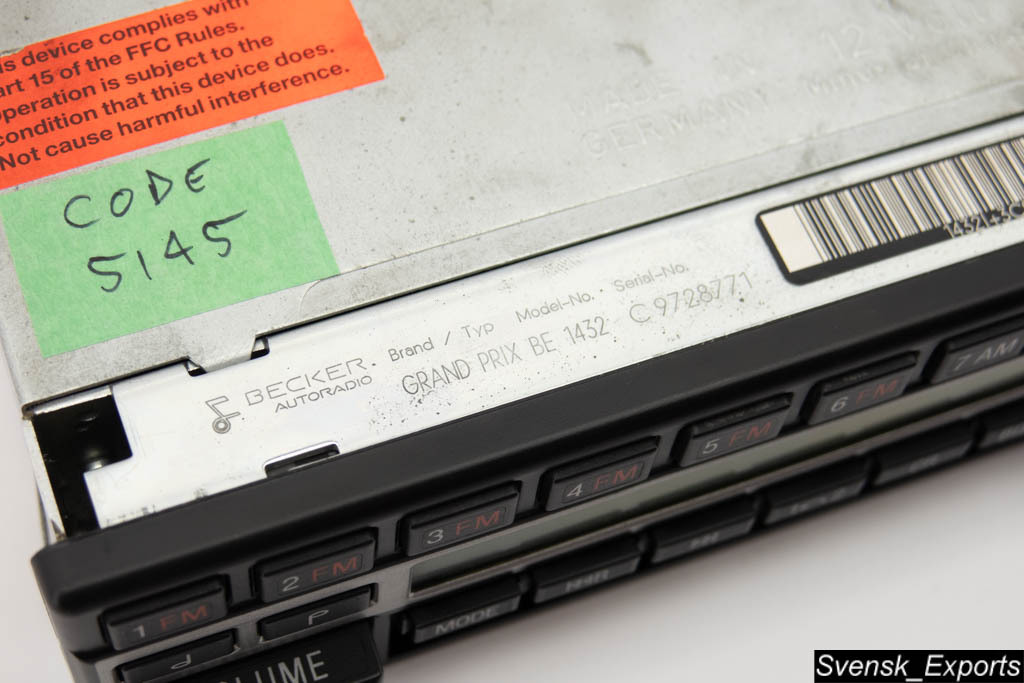 s device complies with
art 15 of the FFC Rules.
peration is subject to the
condition that this device does.
Not cause harmful interference.
CODE
5145
12 V
MADE IN
GERMANY
BECKER
AUTORADIO
Brand / Typ Model-No. Serial-No.
GRAND PRIX BE 1432 C 9728771
1 FM
2 FM
3 FM
4 FM
5 FM
6 FM
7 AM
P
MODE
LUME
Svensk_Exports